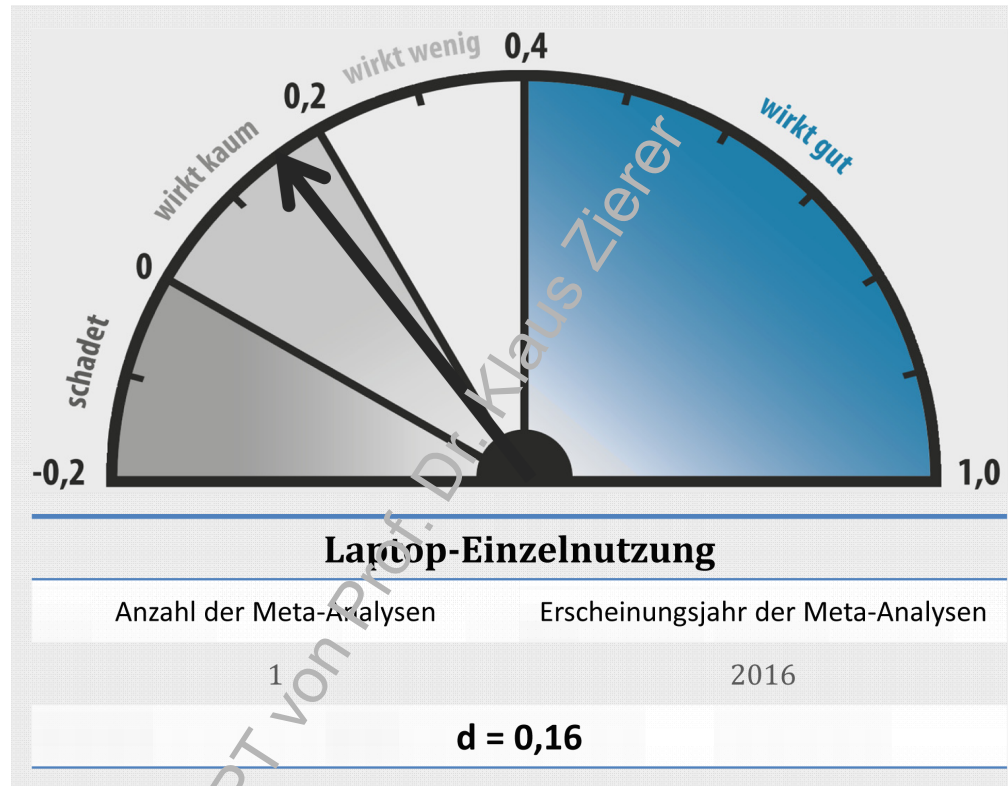 0,4
wirkt wenig
0,2
wirkt gut
wirkt kaum
0
schadet
-0,2
1,0
Laptop-Einzelnutzung
Anzahl der Meta-Analysen Erscheinungsjahr der Meta-Analysen
1 2016
d = 0,16
PT von Prof. Dr. Klaus Zierer